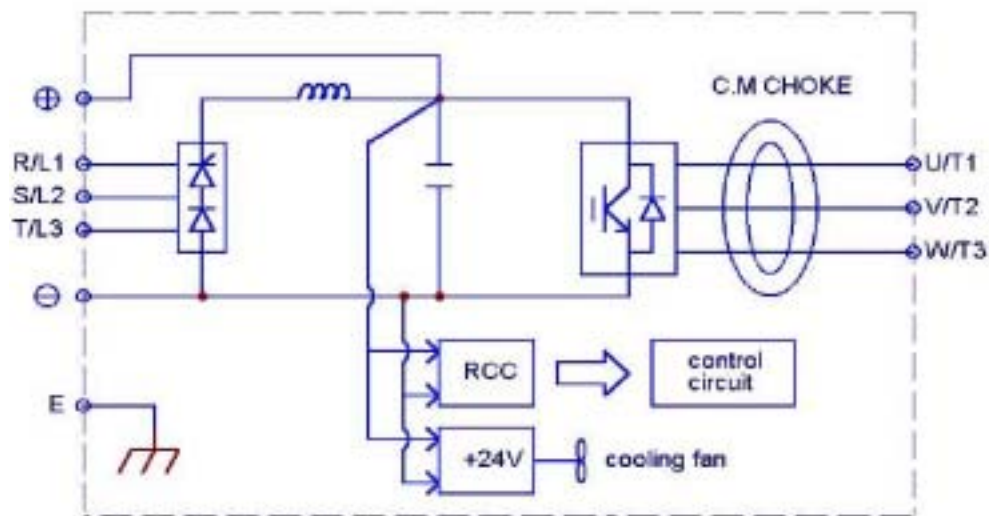 C.M CHOKE
⊕
R/L1
S/L2
T/L3
⊖
U/T1
V/T2
W/T3
RCC
control
circuit
E
+24V
cooling fan